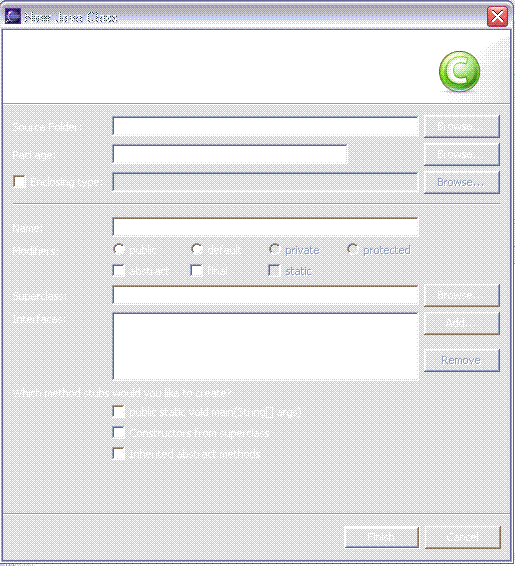 New Java Class
C
Source Folder: Browse...
Package: Browse...
Enclosing type: Browse...
Name:
Modifiers: public default private protected
abstract final static
Superclass: Browse...
Interfaces: Add...
Remove
Which method stubs would you like to create?
public static void main(String[] args)
Constructors from superclass
Inherited abstract methods
Finish Cancel